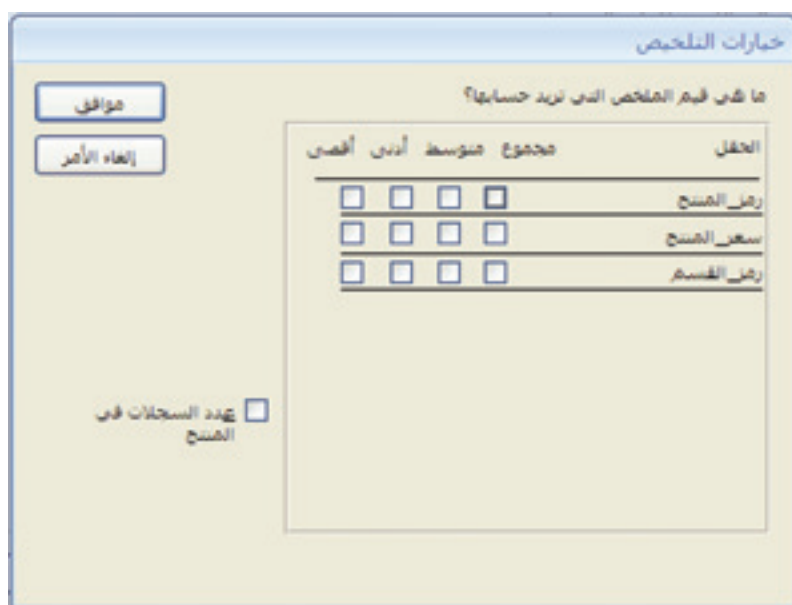 خيارات التلخيص
ما هي قيم الملخص التي تريد حسابها؟
موافق
إلغاء الأمر
الحقل مجموع متوسط أدنى أقصى
رمز_المنتج
سعر_المنتج
رمز_القسم
عدد السجلات في
المنتج